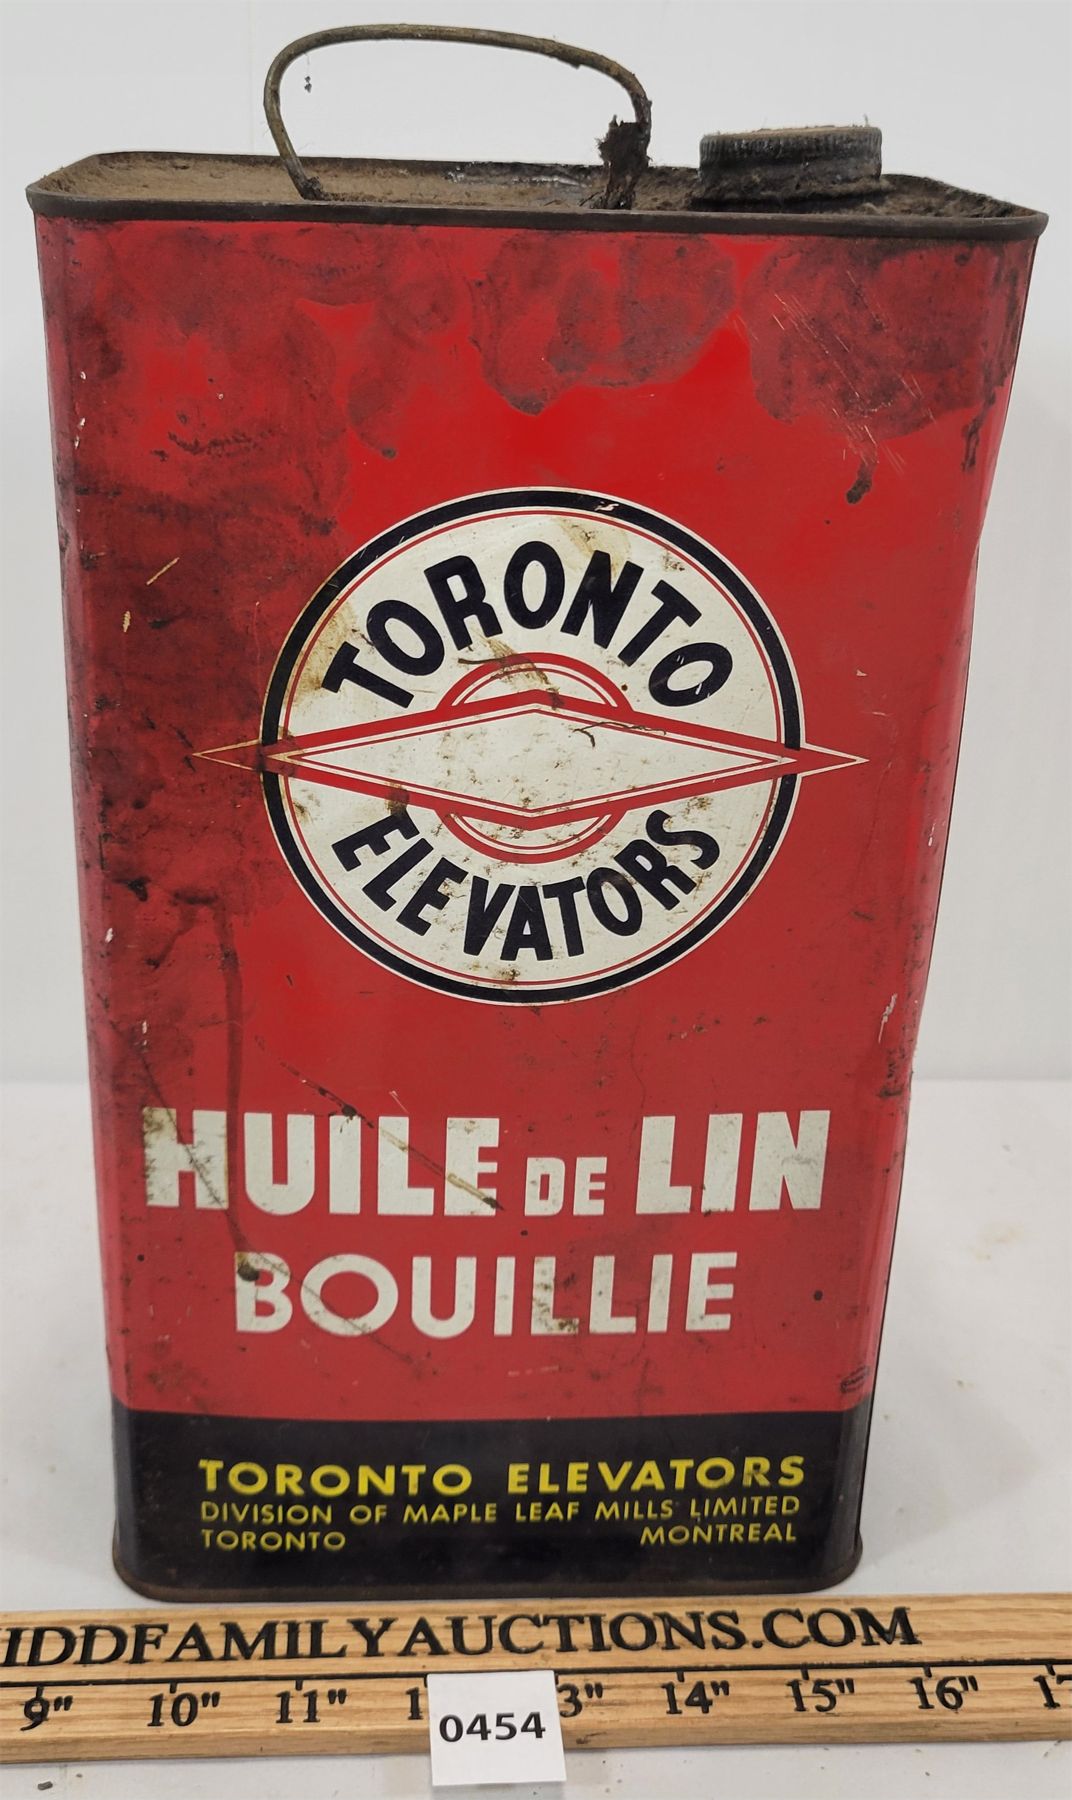 TORONTO
ELEVATORS
HUILE DE LIN
BOUILLIE
TORONTO ELEVATORS
DIVISION OF MAPLE LEAF MILLS LIMITED
TORONTO MONTREAL
IDDFAMILYAUCTIONS.COM
9" 10" 11" 1 3" 14" 15" 16" 17
0454